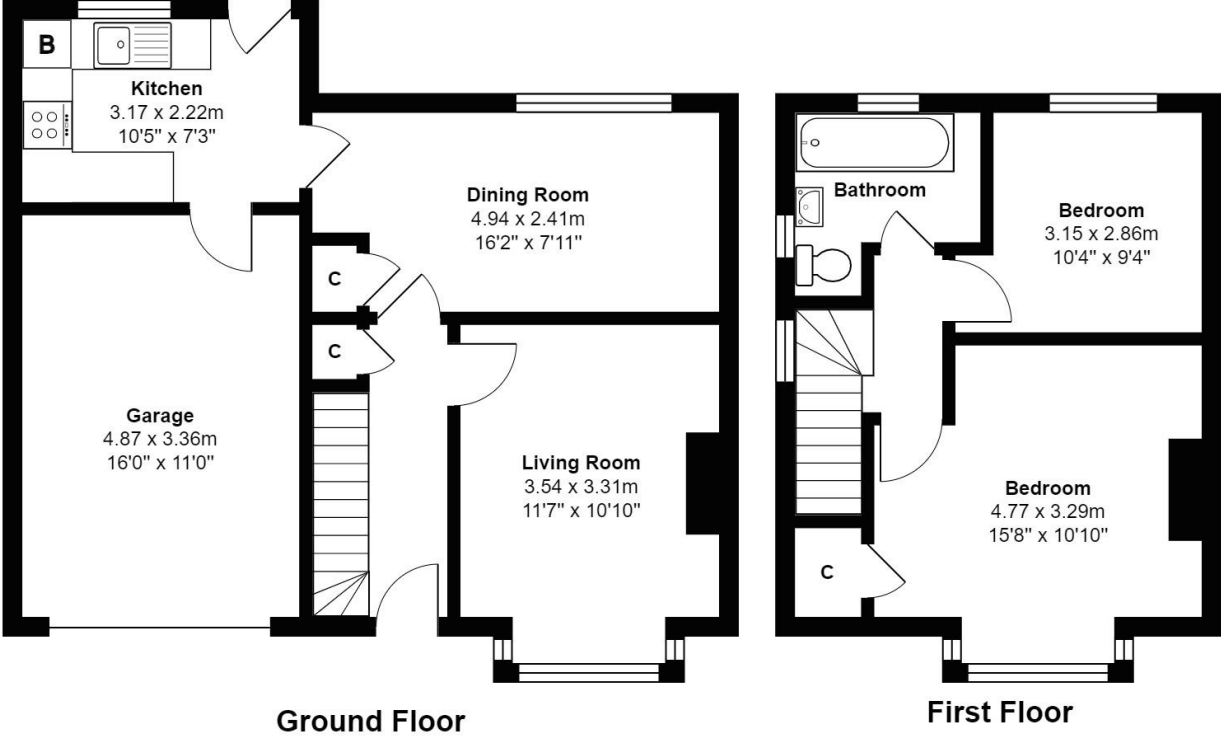 B
Kitchen
3.17 x 2.22m
10'5" x 7'3"
Dining Room
4.94 x 2.41m
16'2" x 7'11"
C
C
Garage
4.87 x 3.36m
16'0" x 11'0"
Living Room
3.54 x 3.31m
11'7" x 10'10"
Ground Floor
Bathroom
Bedroom
3.15 x 2.86m
10'4" x 9'4"
Bedroom
4.77 x 3.29m
15'8" x 10'10"
C
First Floor